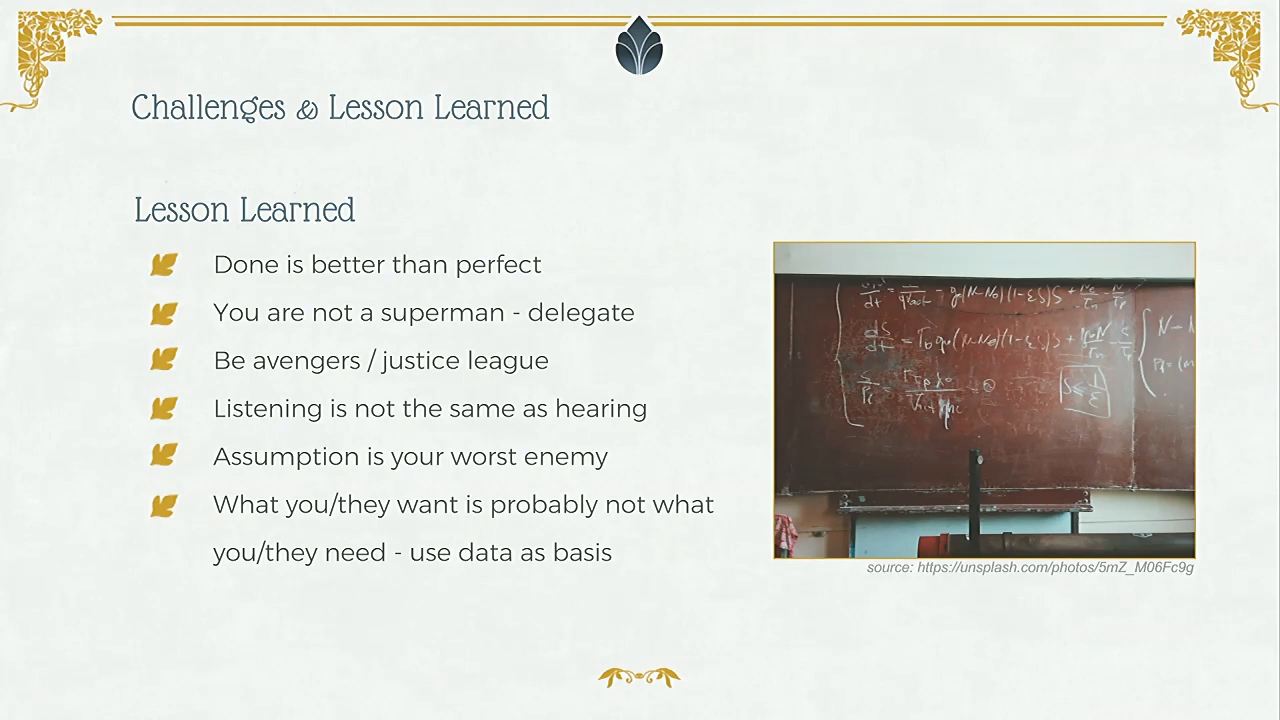 Challenges & Lesson Learned
Lesson Learned
Done is better than perfect
You are not a superman - delegate
Be avengers / justice league
Listening is not the same as hearing
Assumption is your worst enemy
What you/they want is probably not what
you/they need - use data as basis
source: https://unsplash.com/photos/5mZ_M06Fc9g